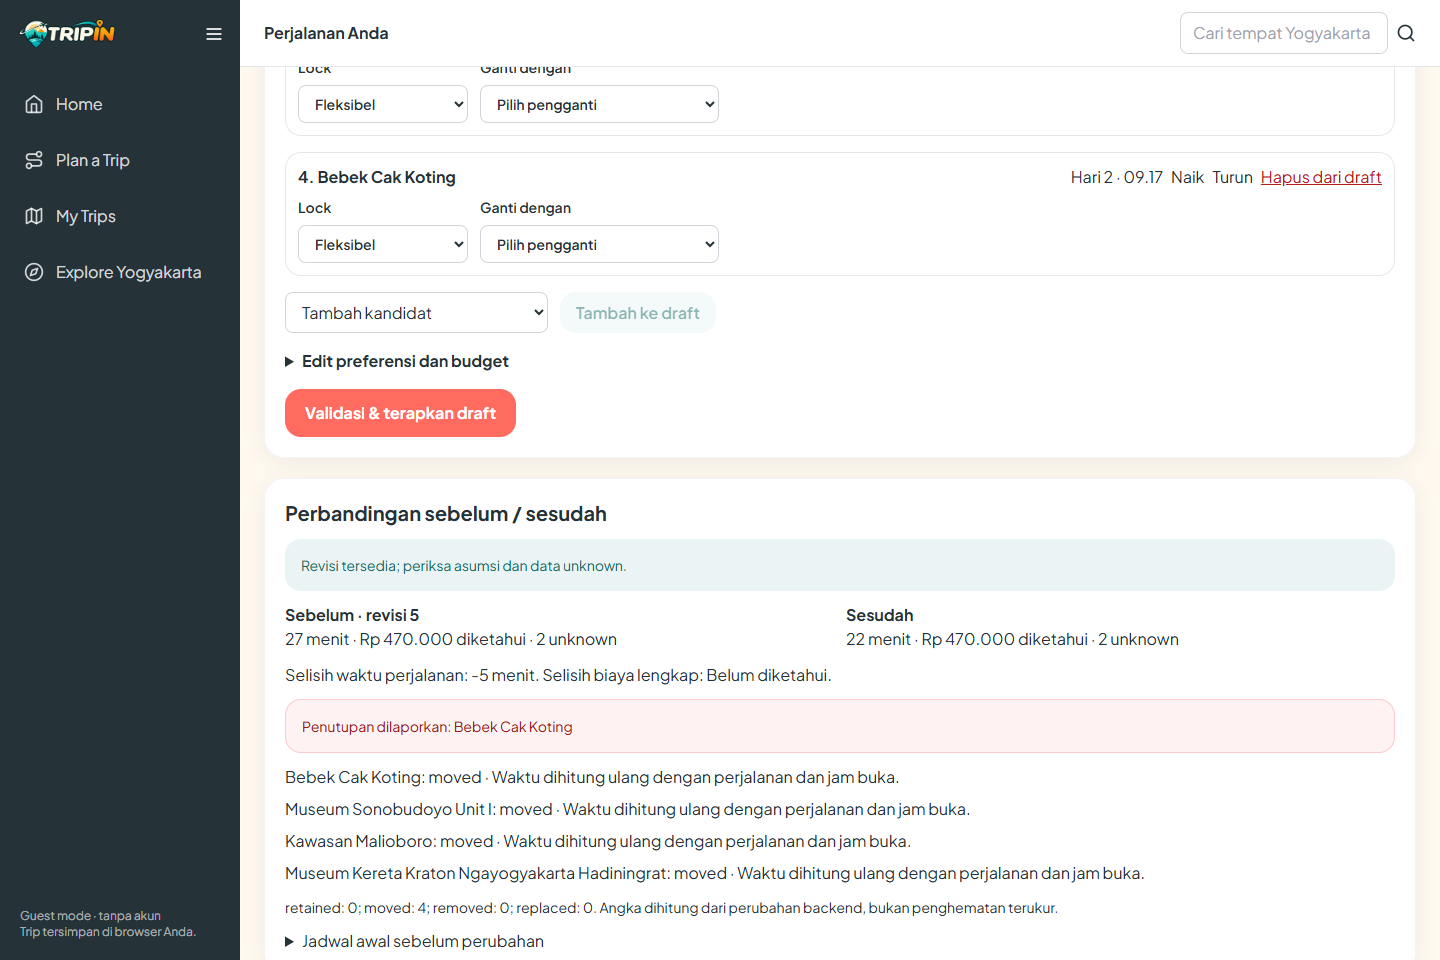 TRIPIN
Perjalanan Anda
Cari tempat Yogyakarta
Home
Plan a Trip
My Trips
Explore Yogyakarta
Guest mode · tanpa akun
Trip tersimpan di browser Anda.
Lock
Ganti dengan
Fleksibel
Pilih pengganti
4. Bebek Cak Koting
Hari 2 · 09.17 Naik Turun Hapus dari draft
Lock
Ganti dengan
Fleksibel
Pilih pengganti
Tambah kandidat
Tambah ke draft
Edit preferensi dan budget
Validasi & terapkan draft
Perbandingan sebelum / sesudah
Revisi tersedia; periksa asumsi dan data unknown.
Sebelum · revisi 5
27 menit · Rp 470.000 diketahui · 2 unknown
Sesudah
22 menit · Rp 470.000 diketahui · 2 unknown
Selisih waktu perjalanan: -5 menit. Selisih biaya lengkap: Belum diketahui.
Penutupan dilaporkan: Bebek Cak Koting
Bebek Cak Koting: moved · Waktu dihitung ulang dengan perjalanan dan jam buka.
Museum Sonobudoyo Unit I: moved · Waktu dihitung ulang dengan perjalanan dan jam buka.
Kawasan Malioboro: moved · Waktu dihitung ulang dengan perjalanan dan jam buka.
Museum Kereta Kraton Ngayogyakarta Hadiningrat: moved · Waktu dihitung ulang dengan perjalanan dan jam buka.
retained: 0; moved: 4; removed: 0; replaced: 0. Angka dihitung dari perubahan backend, bukan penghematan terukur.
Jadwal awal sebelum perubahan